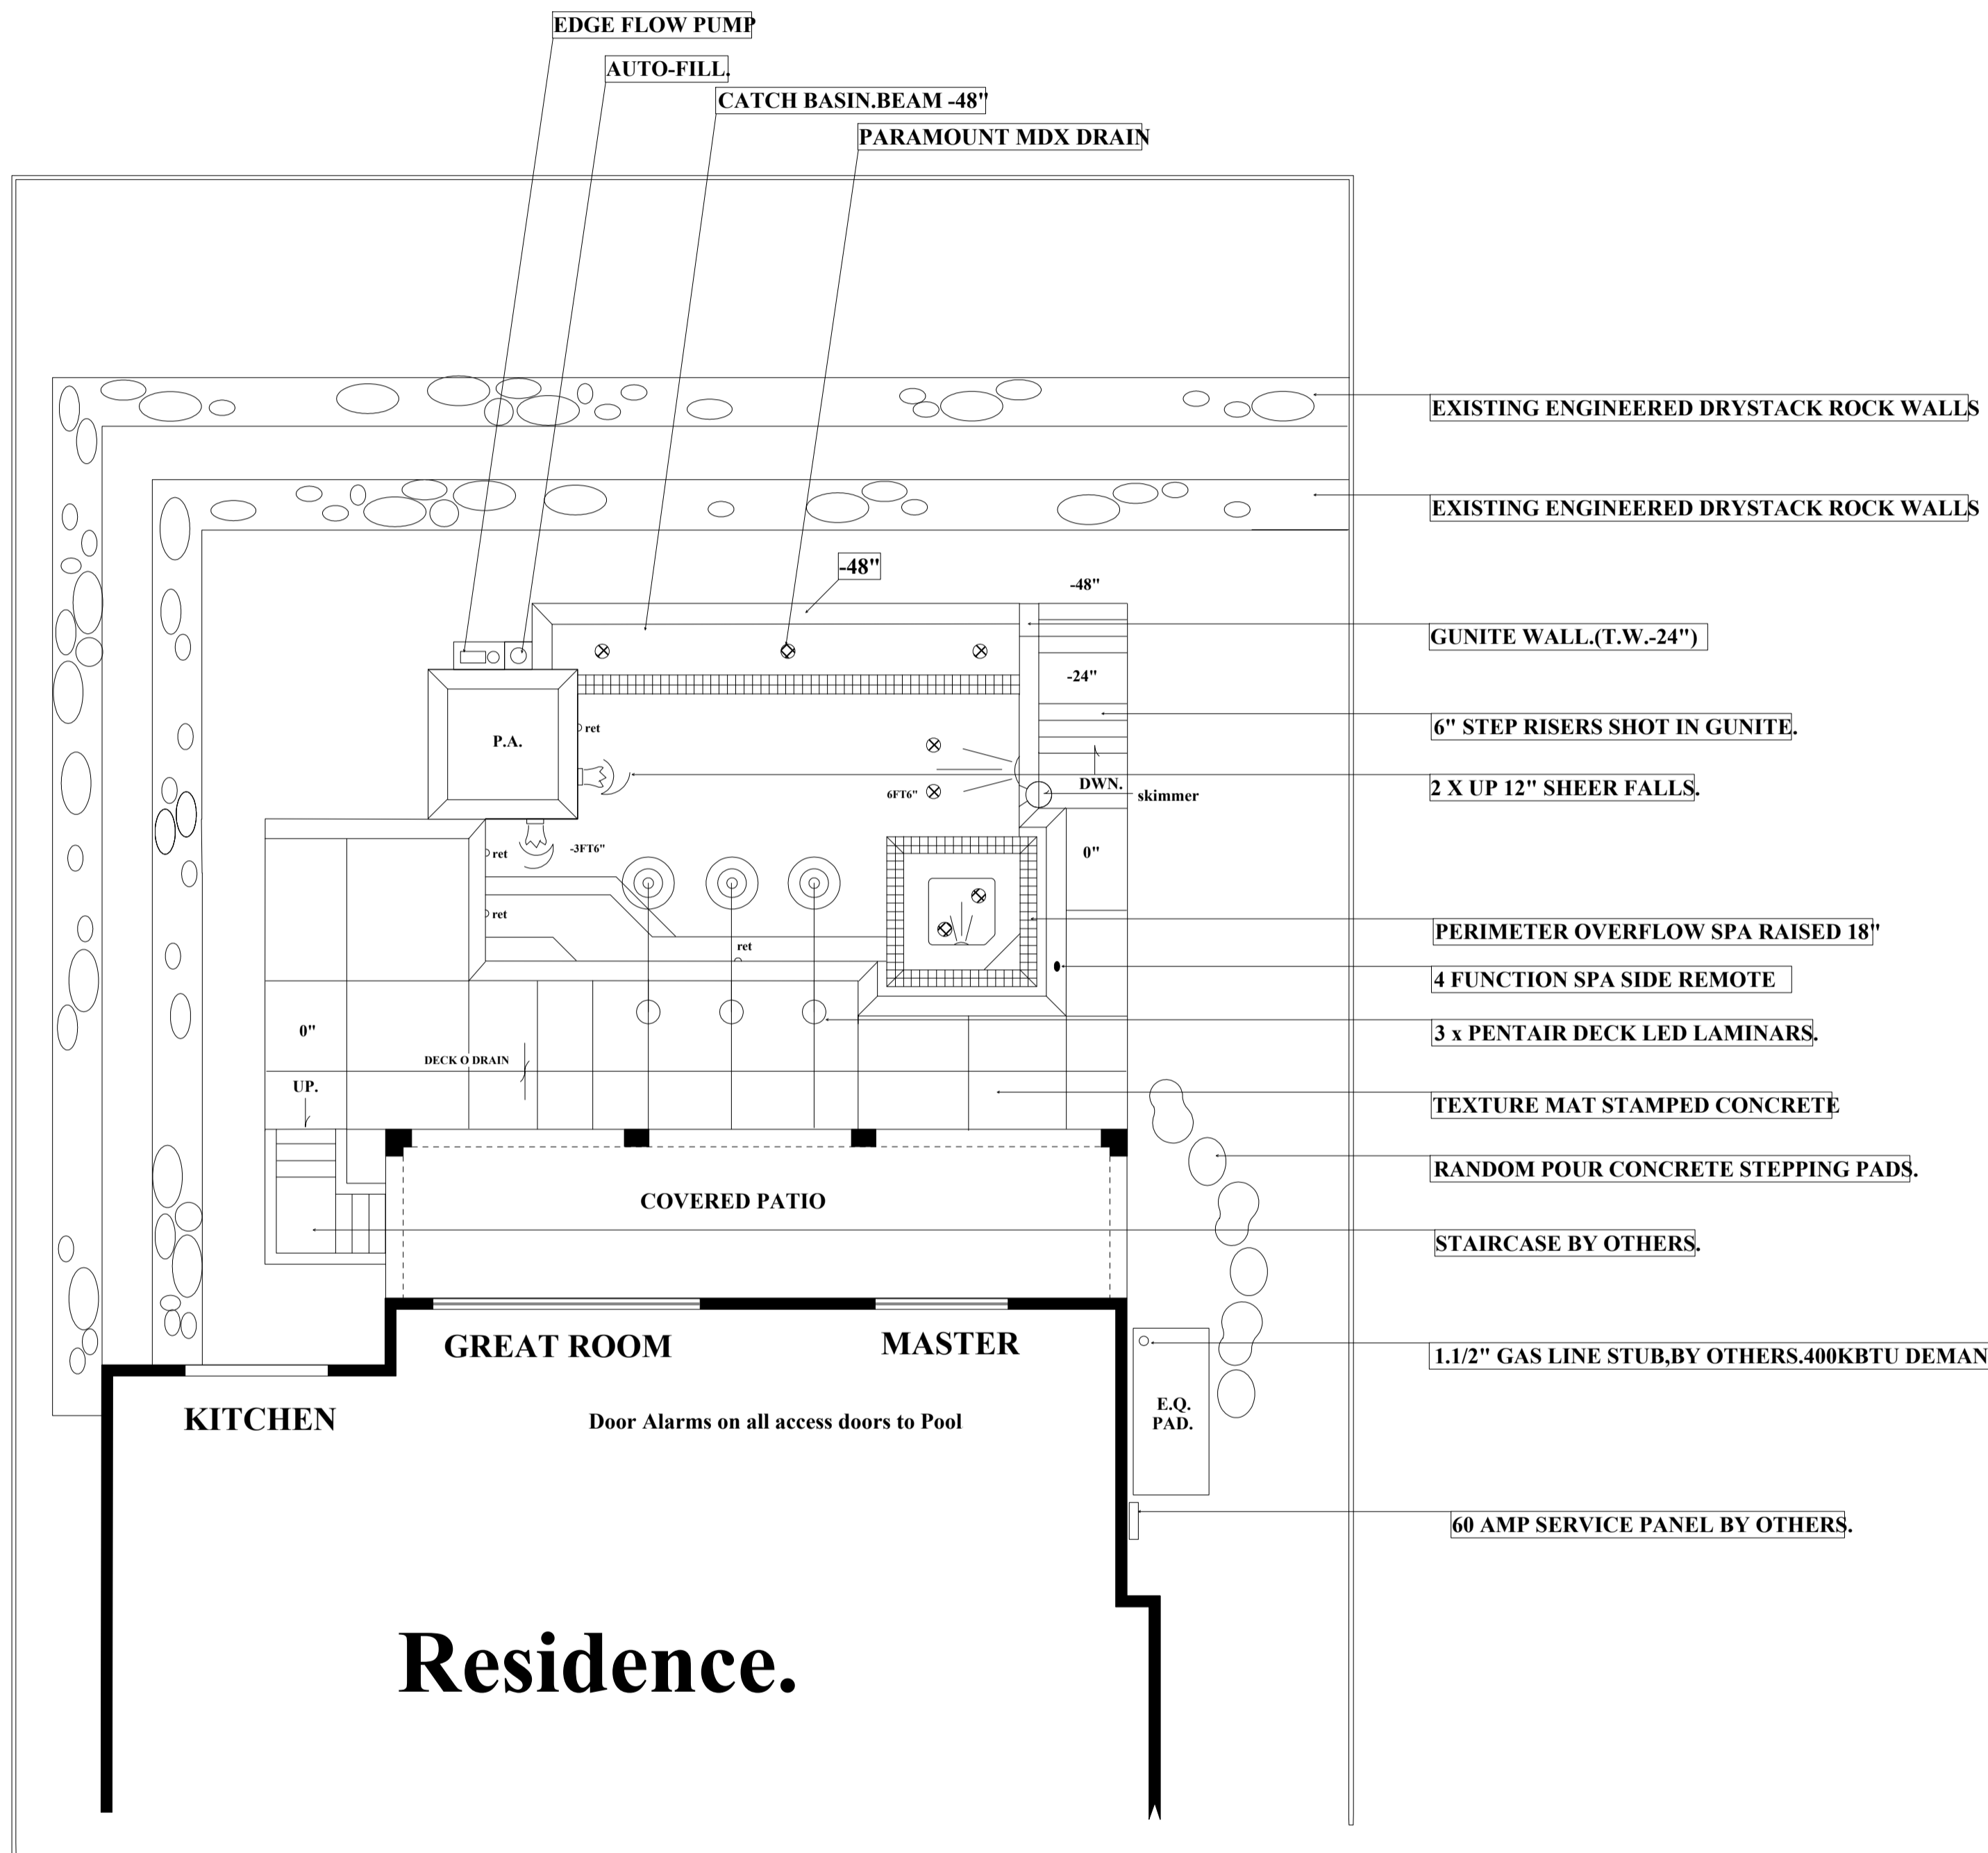 EDGE FLOW PUMP
AUTO-FILL.
CATCH BASIN.BEAM -48"
PARAMOUNT MDX DRAIN
EXISTING ENGINEERED DRYSTACK ROCK WALLS
EXISTING ENGINEERED DRYSTACK ROCK WALLS
-48"
-48"
GUNITE WALL.(T.W.-24")
-24"
6" STEP RISERS SHOT IN GUNITE.
ret
P.A.
DWN.
2 X UP 12" SHEER FALLS.
6FT6"
skimmer
-3FT6"
ret
0"
ret
PERIMETER OVERFLOW SPA RAISED 18"
ret
4 FUNCTION SPA SIDE REMOTE
0"
3 x PENTAIR DECK LED LAMINARS.
DECK O DRAIN
UP.
TEXTURE MAT STAMPED CONCRETE
RANDOM POUR CONCRETE STEPPING PADS.
COVERED PATIO
STAIRCASE BY OTHERS.
GREAT ROOM
MASTER
1.1/2" GAS LINE STUB,BY OTHERS.400KBTU DEMAN
KITCHEN
Door Alarms on all access doors to Pool
E.Q.
PAD.
60 AMP SERVICE PANEL BY OTHERS.
Residence.